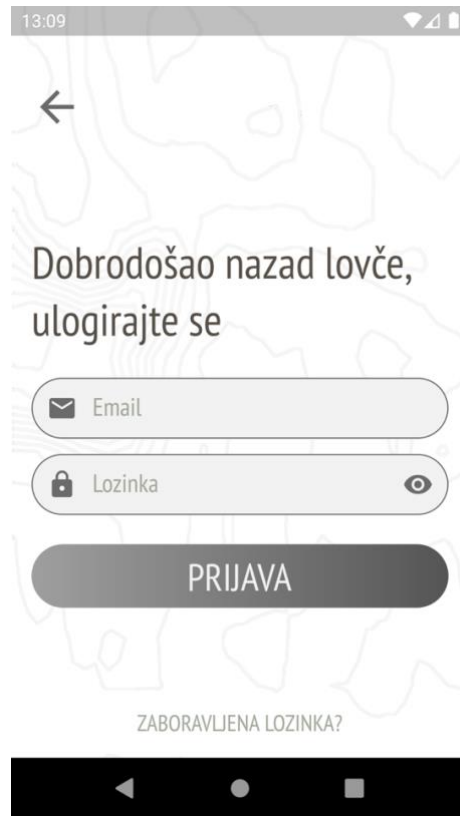 13:09
Dobrodošao nazad lovče,
ulogirajte se
Email
Lozinka
PRIJAVA
ZABORAVLJENA LOZINKA?